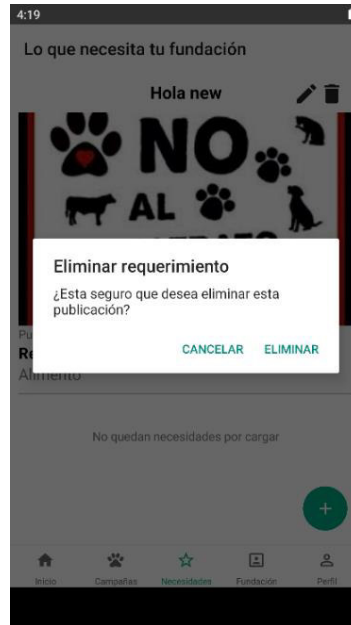 4:19
Lo que necesita tu fundación
Hola new
NO
AL
Eliminar requerimiento
¿Esta seguro que desea eliminar esta
publicación?
CANCELAR ELIMINAR
Alimento
No quedan necesidades por cargar
+
Inicio Campañas Necesidades Fundación Perfil